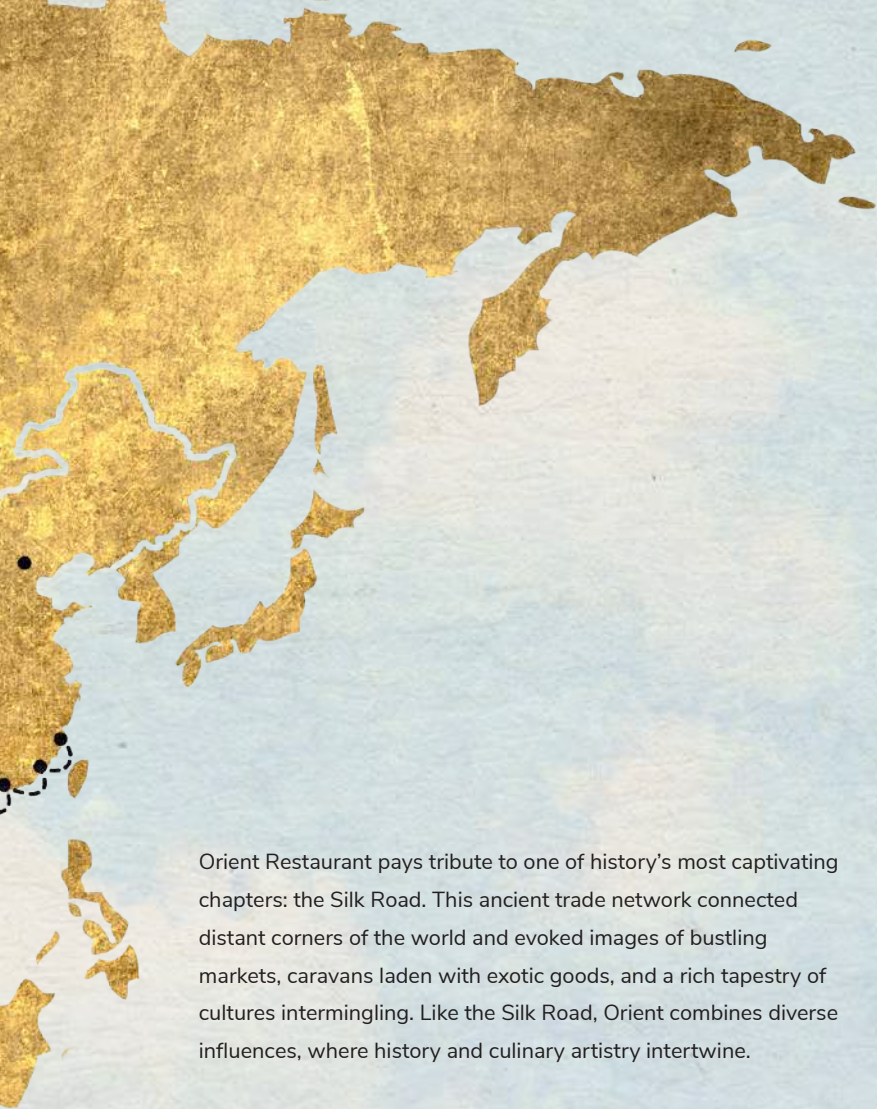 Orient Restaurant pays tribute to one of history’s most captivating
chapters: the Silk Road. This ancient trade network connected
distant corners of the world and evoked images of bustling
markets, caravans laden with exotic goods, and a rich tapestry of
cultures intermingling. Like the Silk Road, Orient combines diverse
influences, where history and culinary artistry intertwine.